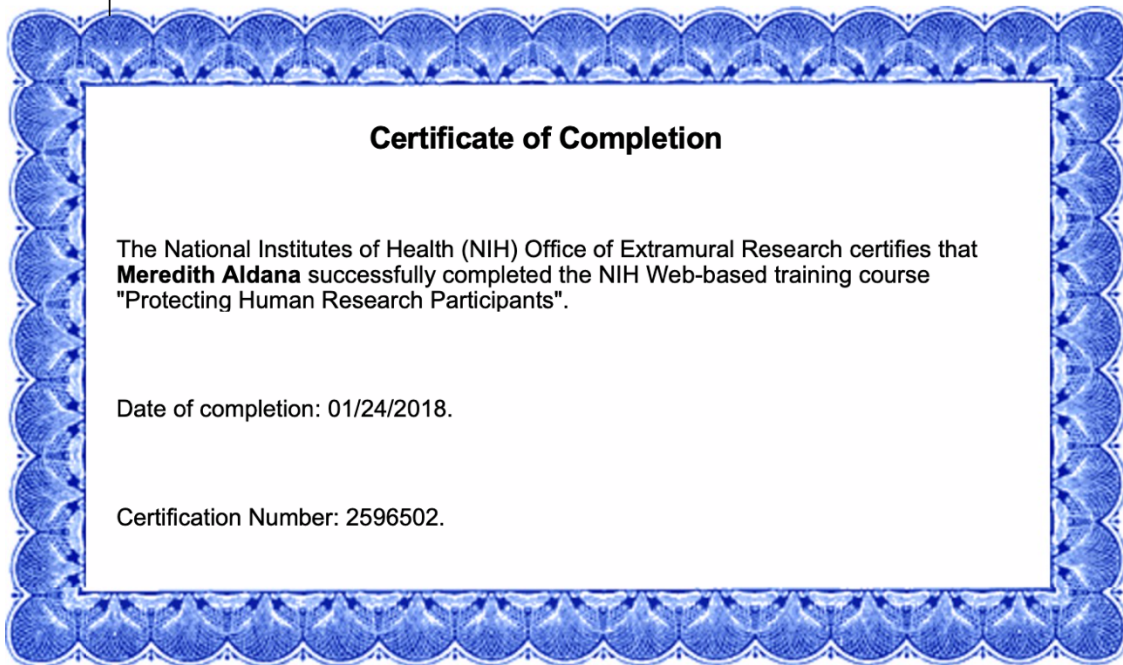 Certificate of Completion
The National Institutes of Health (NIH) Office of Extramural Research certifies that
Meredith Aldana successfully completed the NIH Web-based training course
"Protecting Human Research Participants".
Date of completion: 01/24/2018.
Certification Number: 2596502.